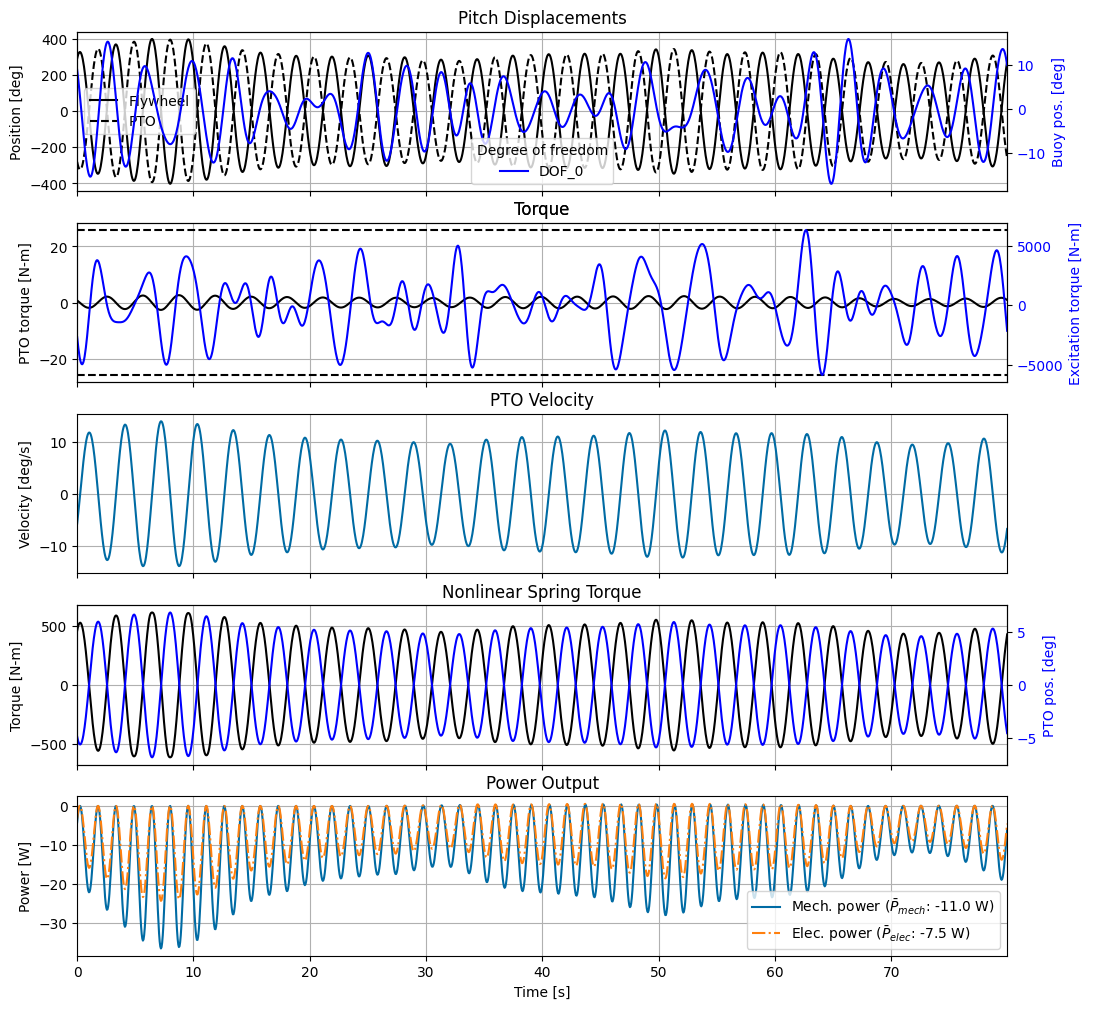 Pitch Displacements
Position [deg]
400
200
0
−200
−400
Flywheel
PTO
Degree of freedom
DOF_0
10
0
−10
Buoy pos. [deg]
Torque
PTO torque [N-m]
20
0
−20
5000
0
−5000
Excitation torque [N-m]
PTO Velocity
Velocity [deg/s]
10
0
−10
Nonlinear Spring Torque
Torque [N-m]
500
0
−500
5
0
−5
PTO pos. [deg]
Power Output
Power [W]
0
−10
−20
−30
Mech. power (P̄mech: -11.0 W)
Elec. power (P̄elec: -7.5 W)
0 10 20 30 40 50 60 70
Time [s]